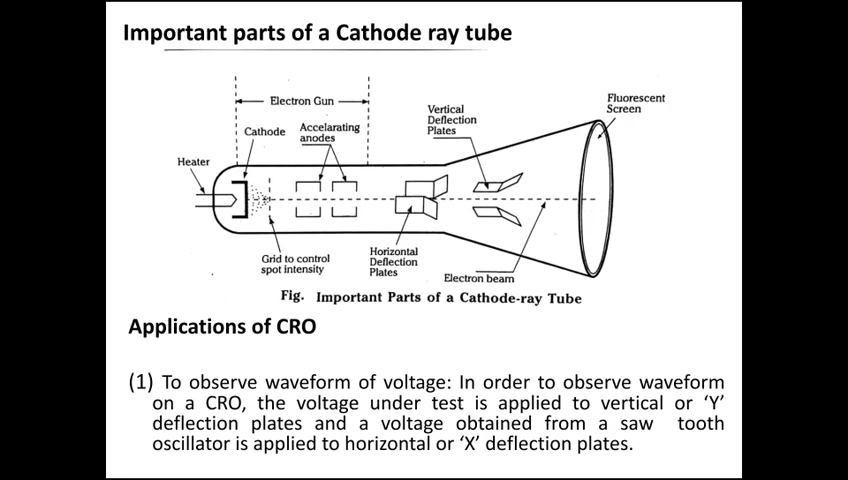 Important parts of a Cathode ray tube
Electron Gun
Fluorescent
Screen
Vertical
Deflection
Plates
Cathode
Accelarating
anodes
Heater
Grid to control
spot intensity
Horizontal
Deflection
Plates
Electron beam
Fig. Important Parts of a Cathode-ray Tube
Applications of CRO
(1) To observe waveform of voltage: In order to observe waveform
on a CRO, the voltage under test is applied to vertical or ‘Y’
deflection plates and a voltage obtained from a saw tooth
oscillator is applied to horizontal or ‘X’ deflection plates.